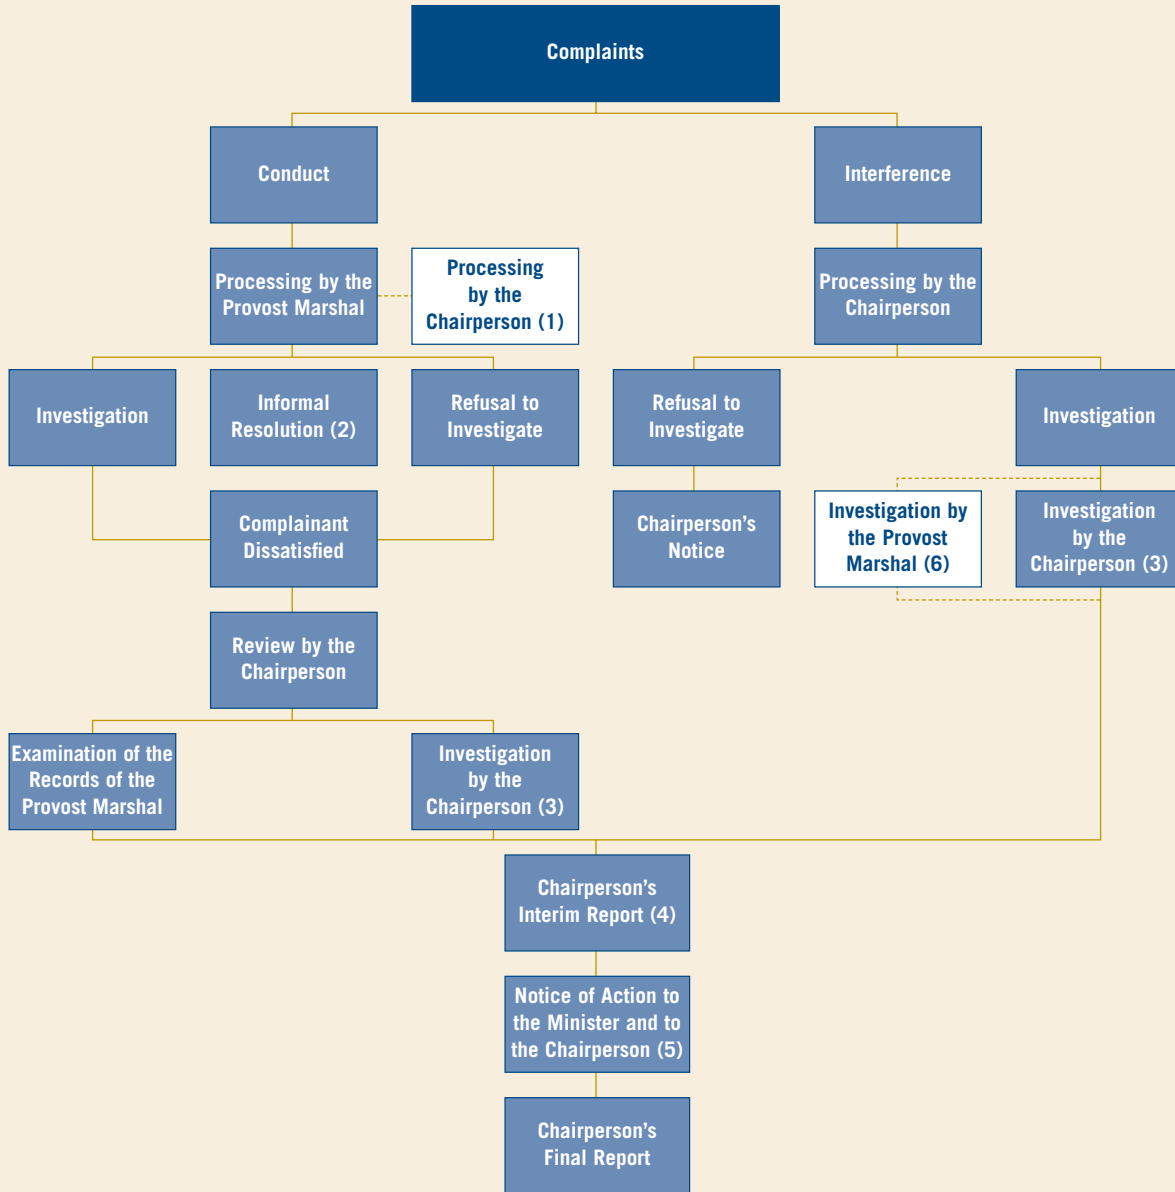 Complaints
Conduct
Interference
Processing by the
Provost Marshal
Processing
by the
Chairperson (1)
Processing by the
Chairperson
Investigation
Informal
Resolution (2)
Refusal to
Investigate
Refusal to
Investigate
Investigation
Complainant
Dissatisfied
Chairperson’s
Notice
Investigation by
the Provost
Marshal (6)
Investigation
by the
Chairperson (3)
Review by the
Chairperson
Examination of the
Records of the
Provost Marshal
Investigation
by the
Chairperson (3)
Chairperson’s
Interim Report (4)
Notice of Action to
the Minister and to
the Chairperson (5)
Chairperson’s
Final Report